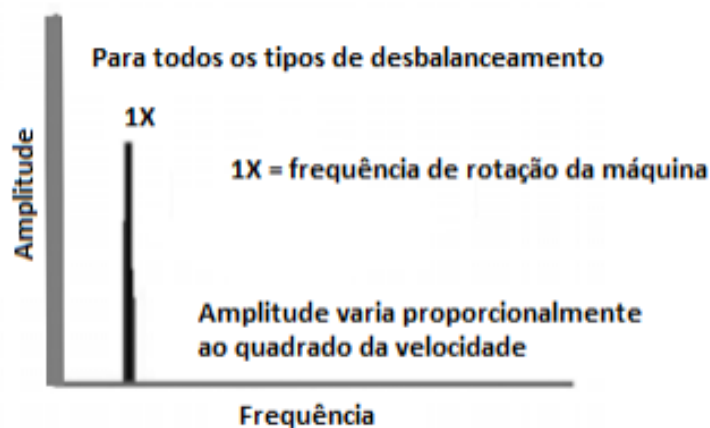 Para todos os tipos de desbalanceamento
1X
1X = frequência de rotação da máquina
Amplitude
Amplitude varia proporcionalmente
ao quadrado da velocidade
Frequência